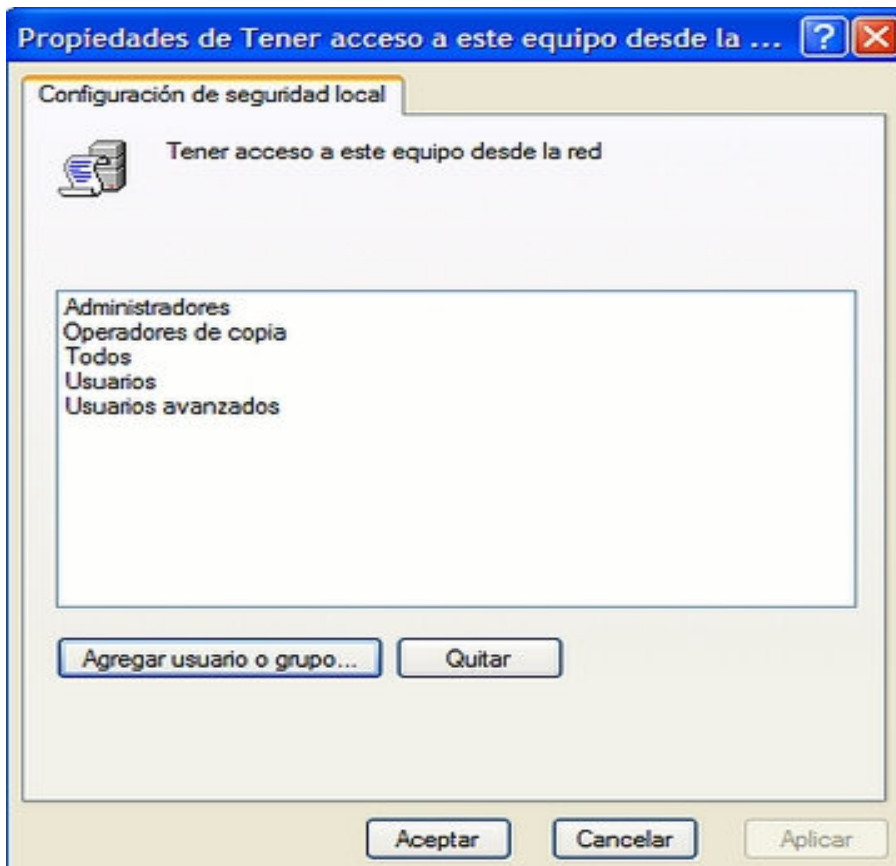 Propiedades de Tener acceso a este equipo desde la ...
Configuración de seguridad local
Tener acceso a este equipo desde la red
Administradores
Operadores de copia
Todos
Usuarios
Usuarios avanzados
Agregar usuario o grupo... Quitar
Aceptar Cancelar Aplicar